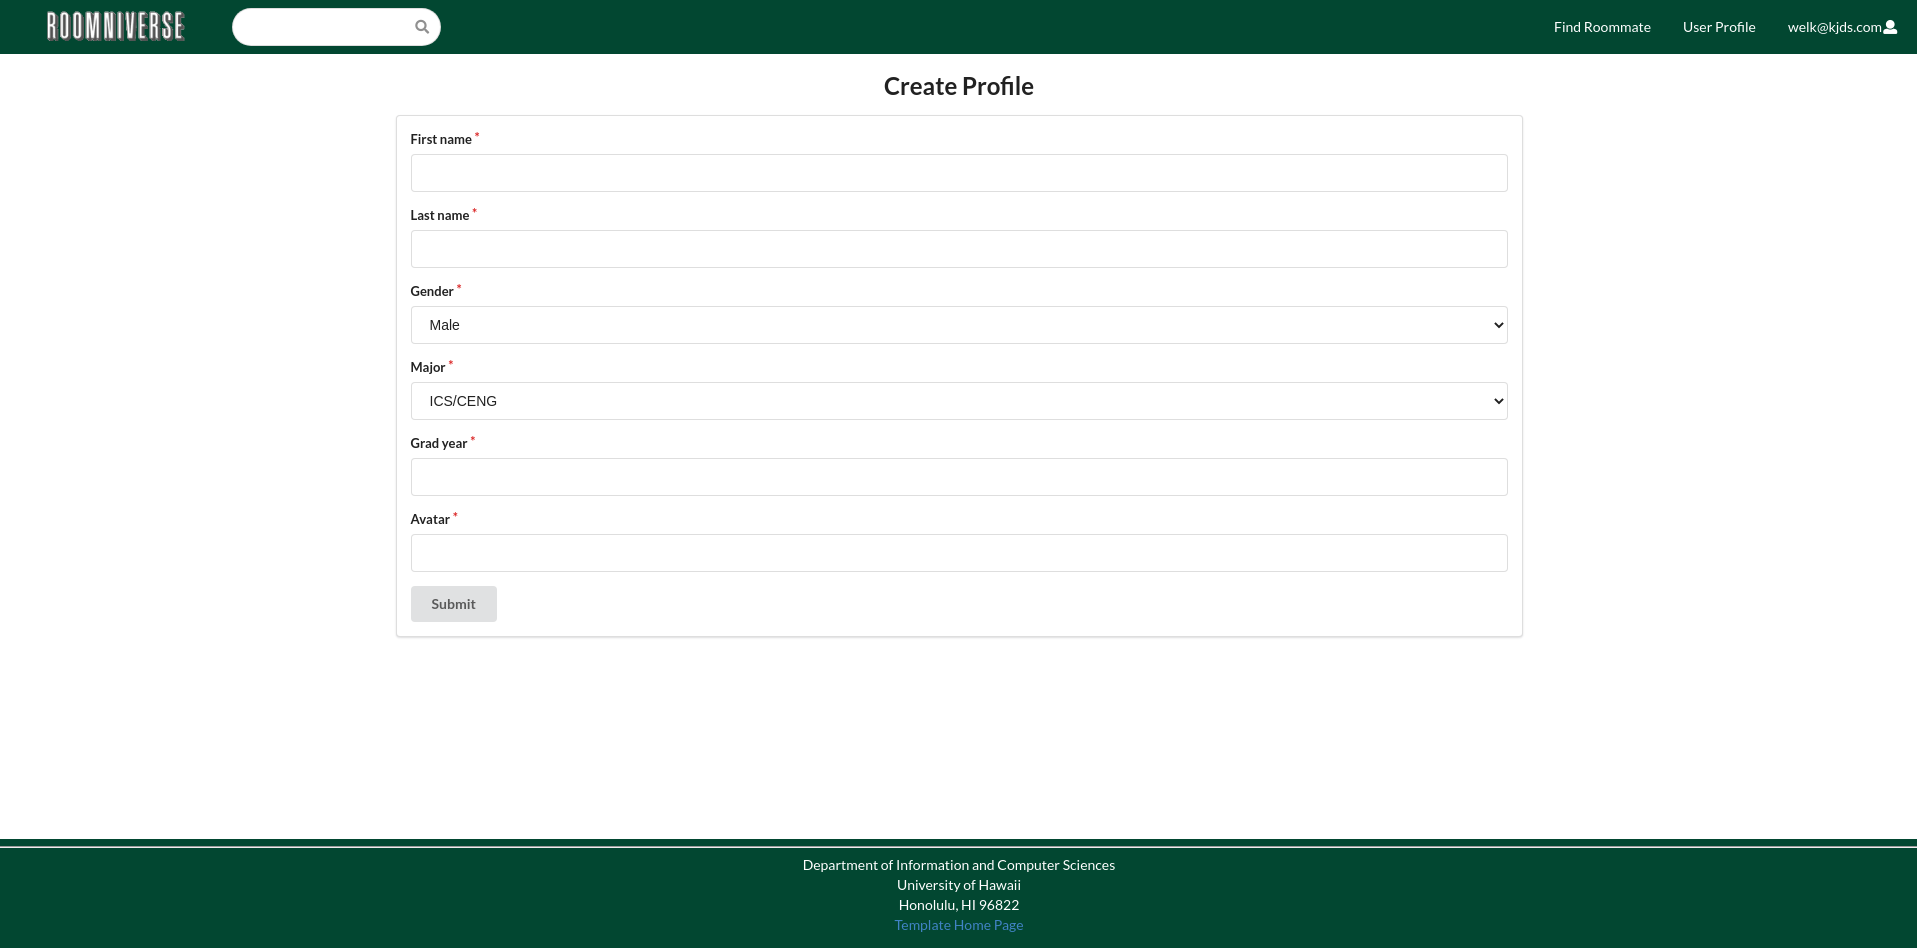 ROOMNIVERSE
Find Roommate
User Profile
welk@kjds.com
Create Profile
First name *
Last name *
Gender *
Male
Major *
ICS/CENG
Grad year *
Avatar *
Submit
Department of Information and Computer Sciences
University of Hawaii
Honolulu, HI 96822
Template Home Page